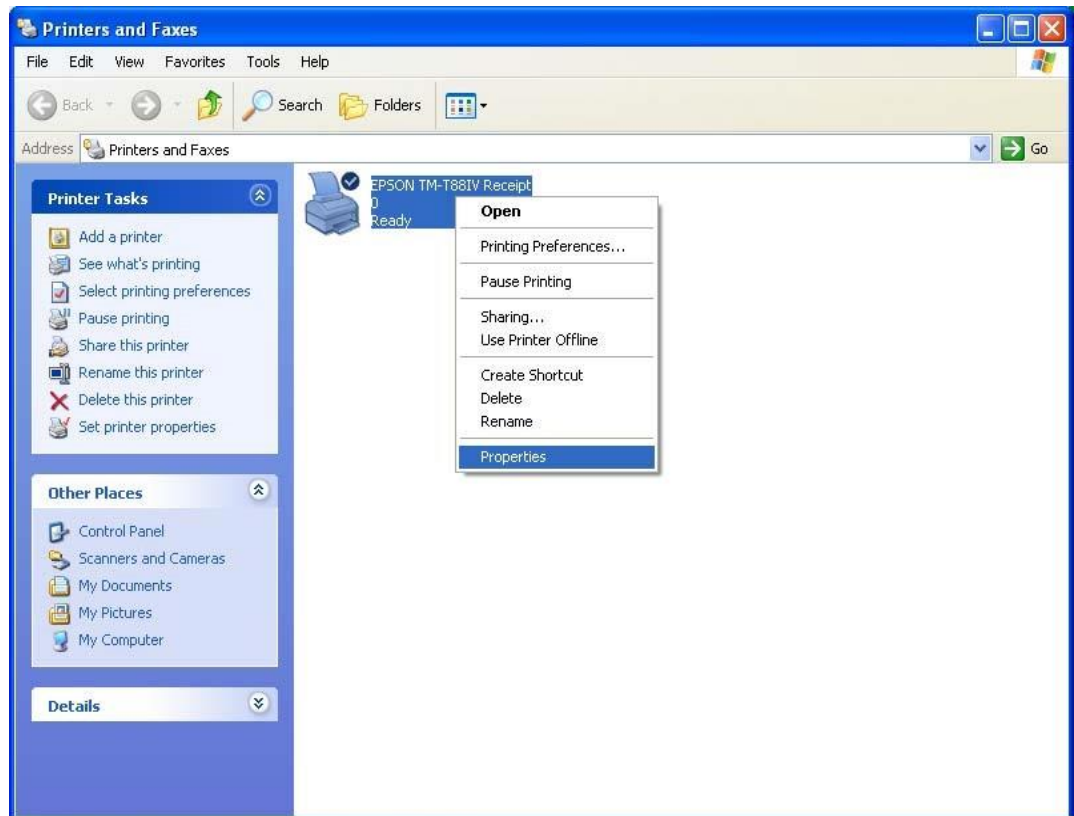 Printers and Faxes
File Edit View Favorites Tools Help
Back Search Folders
Address Printers and Faxes Go
Printer Tasks
Add a printer
See what's printing
Select printing preferences
Pause printing
Share this printer
Rename this printer
Delete this printer
Set printer properties
Other Places
Control Panel
Scanners and Cameras
My Documents
My Pictures
My Computer
Details
EPSON TM-T88IV Receipt
0
Ready
Open
Printing Preferences...
Pause Printing
Sharing...
Use Printer Offline
Create Shortcut
Delete
Rename
Properties